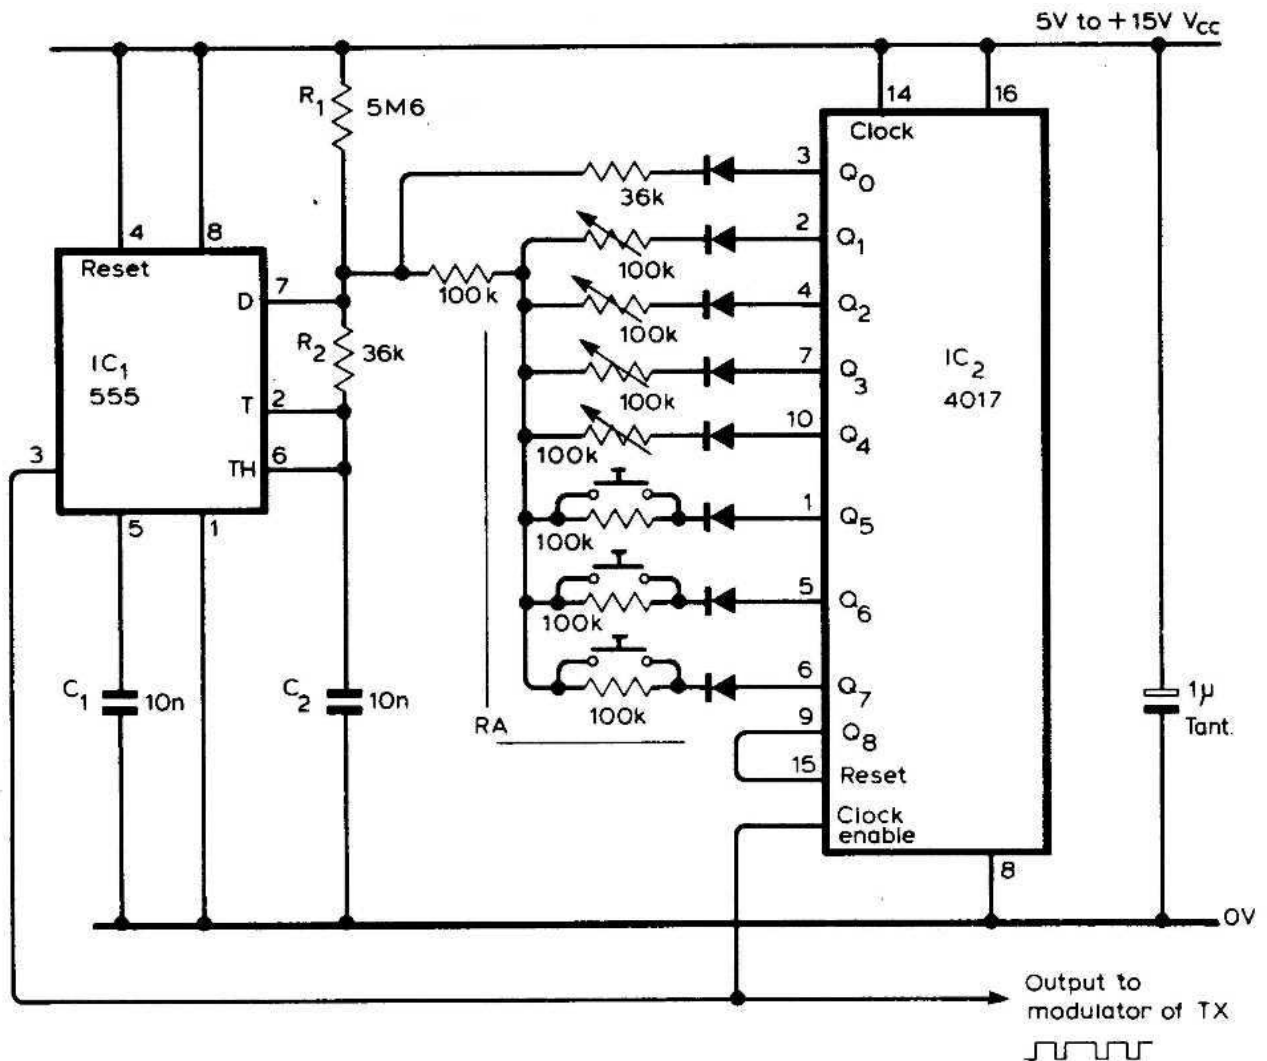 5V to +15V VCC
R1 5M6
14 16
Clock
3 Q0
36k
4 8
Reset
2 Q1
100k
7
D
100k
4 Q2
100k
R2 36k
IC1
555
7 Q3
100k
IC2
4017
T 2
10 Q4
100k
3
TH 6
5 1
1 Q5
100k
5 Q6
100k
C1 10n
C2 10n
6 Q7
100k
RA
1µ
Tant.
9 Q8
15 Reset
Clock
enable
8
0V
Output to
modulator of TX